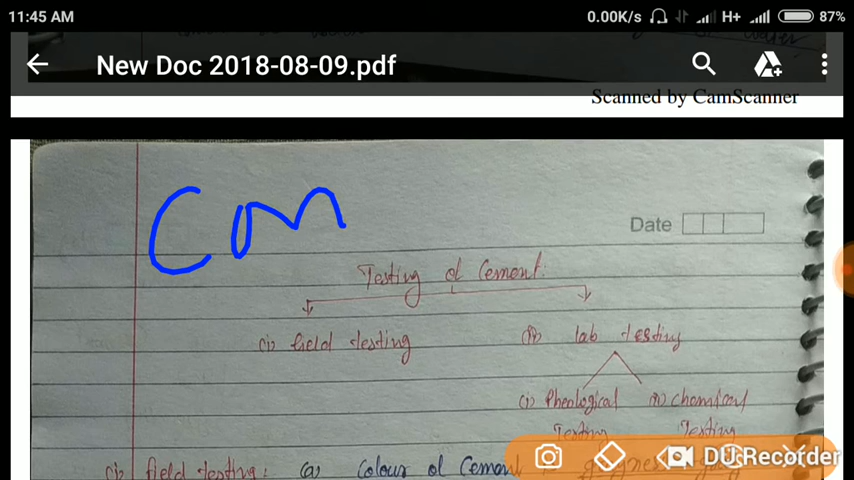 11:45 AM 0.00K/s H+ 87%
New Doc 2018-08-09.pdf
Scanned by CamScanner
Com
Date
Testing of Cement.
(i) field testing (ii) lab testing
(i) Pheological ii) chemical
Testing Testing
(i) field testing: (a) Colour of Cement
DU Recorder